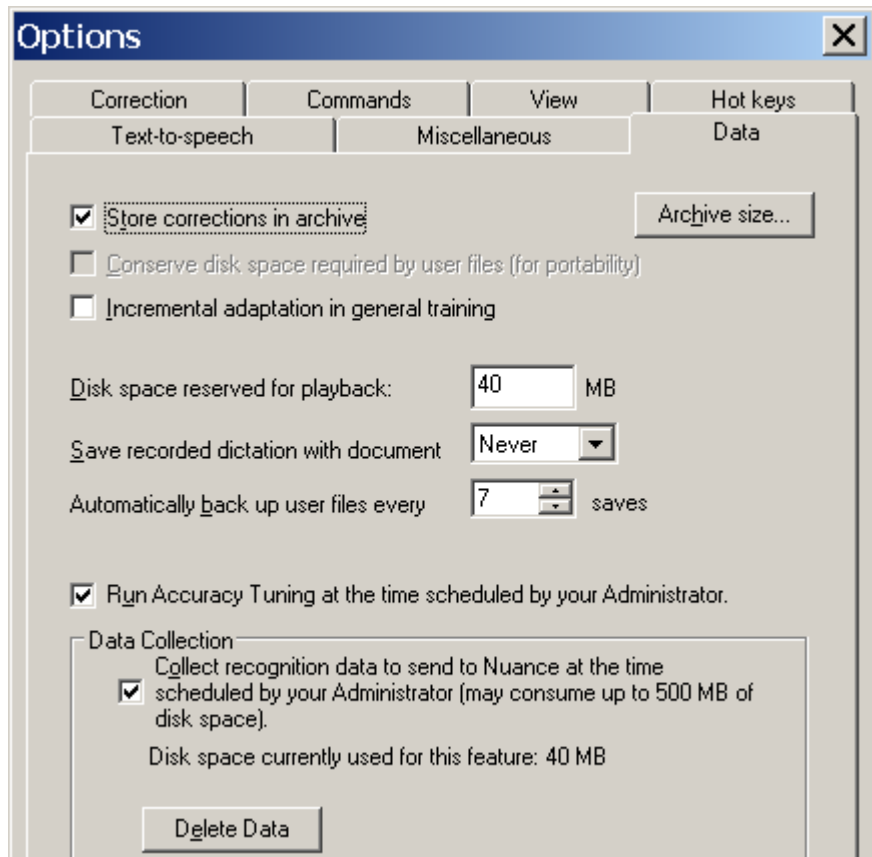 Options
Correction Commands View Hot keys
Text-to-speech Miscellaneous Data
Store corrections in archive Archive size...
Conserve disk space required by user files (for portability)
Incremental adaptation in general training
Disk space reserved for playback: 40 MB
Save recorded dictation with document Never
Automatically back up user files every 7 saves
Run Accuracy Tuning at the time scheduled by your Administrator.
Data Collection
Collect recognition data to send to Nuance at the time
scheduled by your Administrator (may consume up to 500 MB of
disk space).
Disk space currently used for this feature: 40 MB
Delete Data